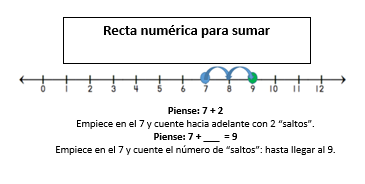 Recta numérica para sumar
0 1 2 3 4 5 6 7 8 9 10 11 12
Piense: 7 + 2
Empiece en el 7 y cuente hacia adelante con 2 “saltos”.
Piense: 7 + ___ = 9
Empiece en el 7 y cuente el número de “saltos”: hasta llegar al 9.